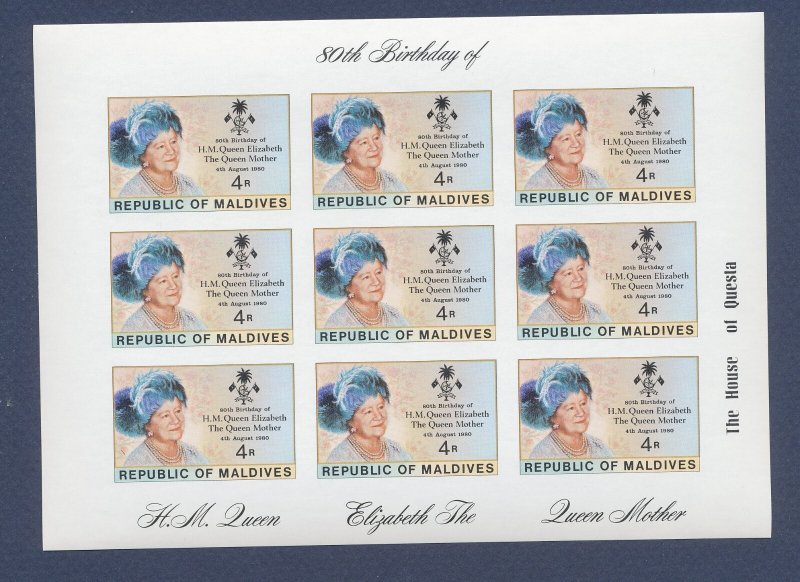 80th Birthday of
80th Birthday of
H.M. Queen Elizabeth
The Queen Mother
4th August 1980
4R
REPUBLIC OF MALDIVES
80th Birthday of
H.M. Queen Elizabeth
The Queen Mother
4th August 1980
4R
REPUBLIC OF MALDIVES
80th Birthday of
H.M. Queen Elizabeth
The Queen Mother
4th August 1980
4R
REPUBLIC OF MALDIVES
80th Birthday of
H.M. Queen Elizabeth
The Queen Mother
4th August 1980
4R
REPUBLIC OF MALDIVES
80th Birthday of
H.M. Queen Elizabeth
The Queen Mother
4th August 1980
4R
REPUBLIC OF MALDIVES
80th Birthday of
H.M. Queen Elizabeth
The Queen Mother
4th August 1980
4R
REPUBLIC OF MALDIVES
80th Birthday of
H.M. Queen Elizabeth
The Queen Mother
4th August 1980
4R
REPUBLIC OF MALDIVES
80th Birthday of
H.M. Queen Elizabeth
The Queen Mother
4th August 1980
4R
REPUBLIC OF MALDIVES
80th Birthday of
H.M. Queen Elizabeth
The Queen Mother
4th August 1980
4R
REPUBLIC OF MALDIVES
The House of Questa
H.M. Queen Elizabeth The Queen Mother